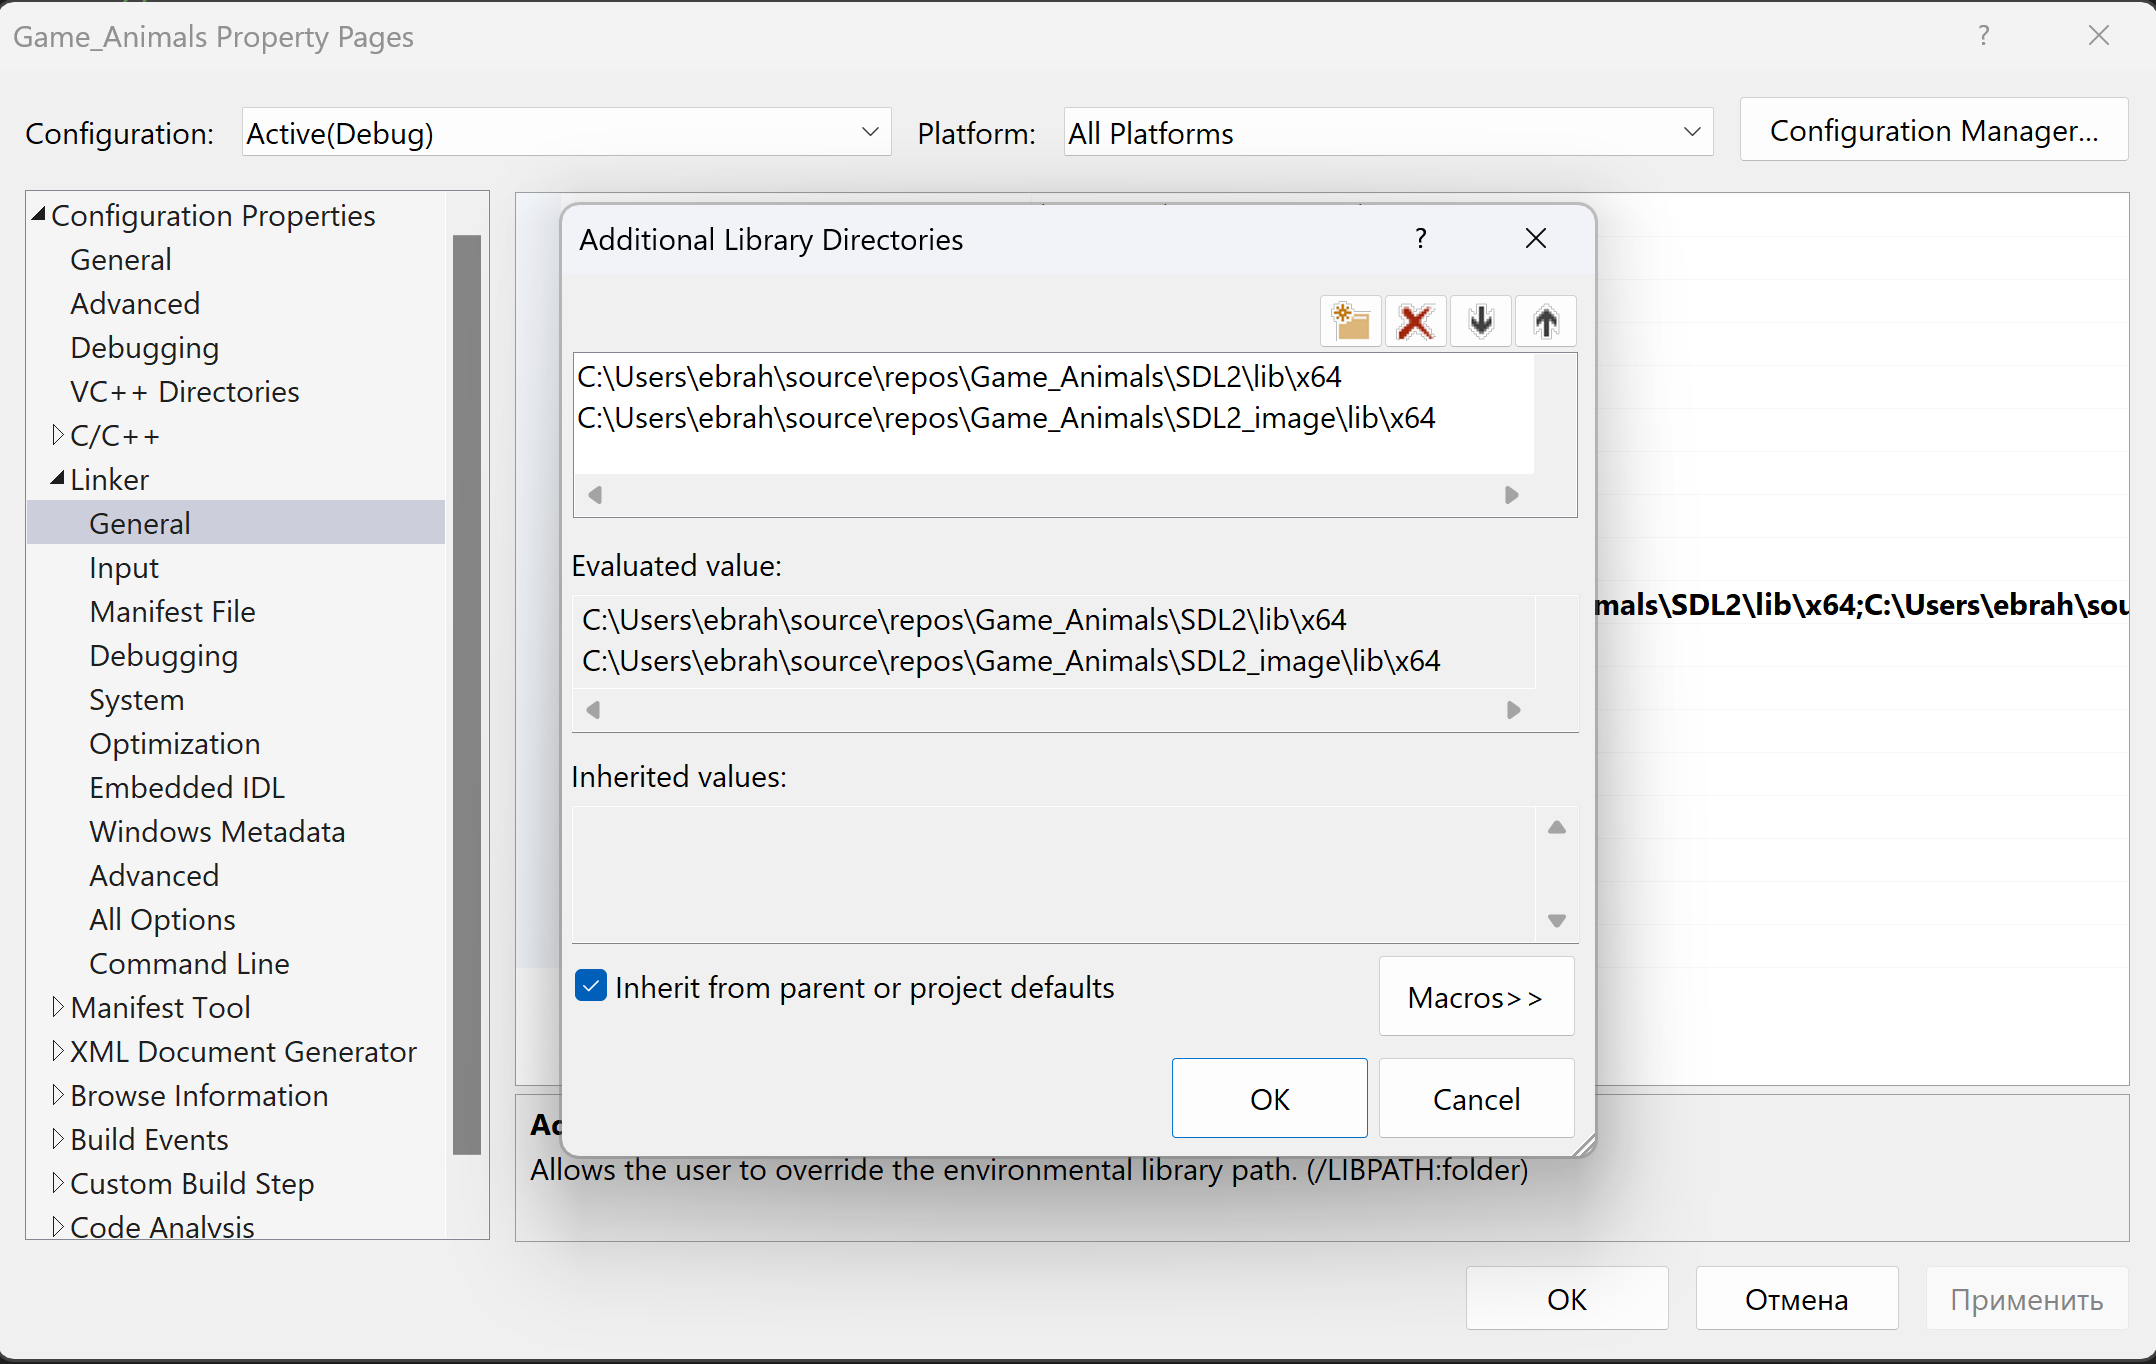 Game_Animals Property Pages
?
Configuration:
Active(Debug)
Platform:
All Platforms
Configuration Manager...
Configuration Properties
General
Advanced
Debugging
VC++ Directories
C/C++
Linker
General
Input
Manifest File
Debugging
System
Optimization
Embedded IDL
Windows Metadata
Advanced
All Options
Command Line
Manifest Tool
XML Document Generator
Browse Information
Build Events
Custom Build Step
Code Analysis
Additional Library Directories
?
C:\Users\ebrah\source\repos\Game_Animals\SDL2\lib\x64
C:\Users\ebrah\source\repos\Game_Animals\SDL2_image\lib\x64
Evaluated value:
C:\Users\ebrah\source\repos\Game_Animals\SDL2\lib\x64
C:\Users\ebrah\source\repos\Game_Animals\SDL2_image\lib\x64
Inherited values:
Inherit from parent or project defaults
Macros>>
OK
Cancel
mals\SDL2\lib\x64;C:\Users\ebrah\sou
Allows the user to override the environmental library path. (/LIBPATH:folder)
OK
Отмена
Применить